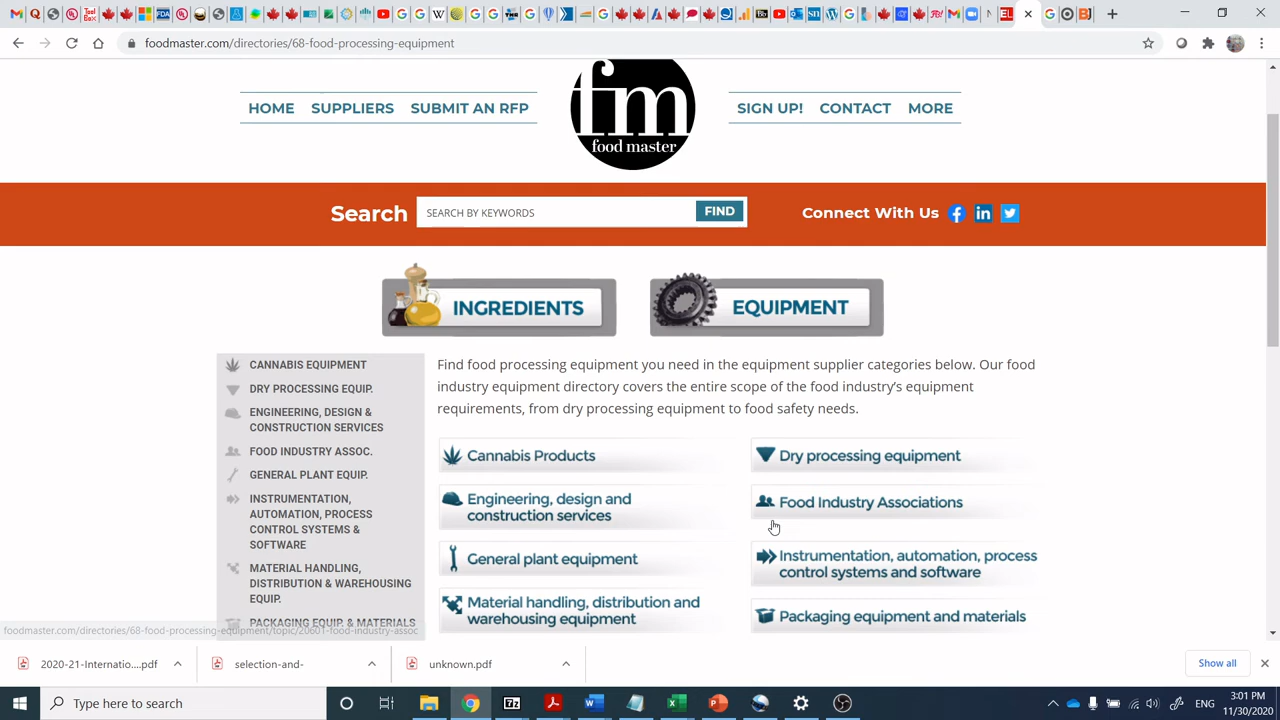 foodmaster.com/directories/68-food-processing-equipment
HOME SUPPLIERS SUBMIT AN RFP
fm
food master
SIGN UP! CONTACT MORE
Search SEARCH BY KEYWORDS FIND Connect With Us
INGREDIENTS EQUIPMENT
CANNABIS EQUIPMENT
DRY PROCESSING EQUIP.
ENGINEERING, DESIGN &
CONSTRUCTION SERVICES
FOOD INDUSTRY ASSOC.
GENERAL PLANT EQUIP.
INSTRUMENTATION,
AUTOMATION, PROCESS
CONTROL SYSTEMS &
SOFTWARE
MATERIAL HANDLING,
DISTRIBUTION & WAREHOUSING
EQUIP.
PACKAGING EQUIP. & MATERIALS
Find food processing equipment you need in the equipment supplier categories below. Our food
industry equipment directory covers the entire scope of the food industry's equipment
requirements, from dry processing equipment to food safety needs.
Cannabis Products
Dry processing equipment
Engineering, design and
construction services
Food Industry Associations
General plant equipment
Instrumentation, automation, process
control systems and software
Material handling, distribution and
warehousing equipment
Packaging equipment and materials
foodmaster.com/directories/68-food-processing-equipment/topic/20601-food-industry-assoc
2020-21-Internatio....pdf
selection-and-
unknown.pdf
Show all
Type here to search
ENG
3:01 PM
11/30/2020